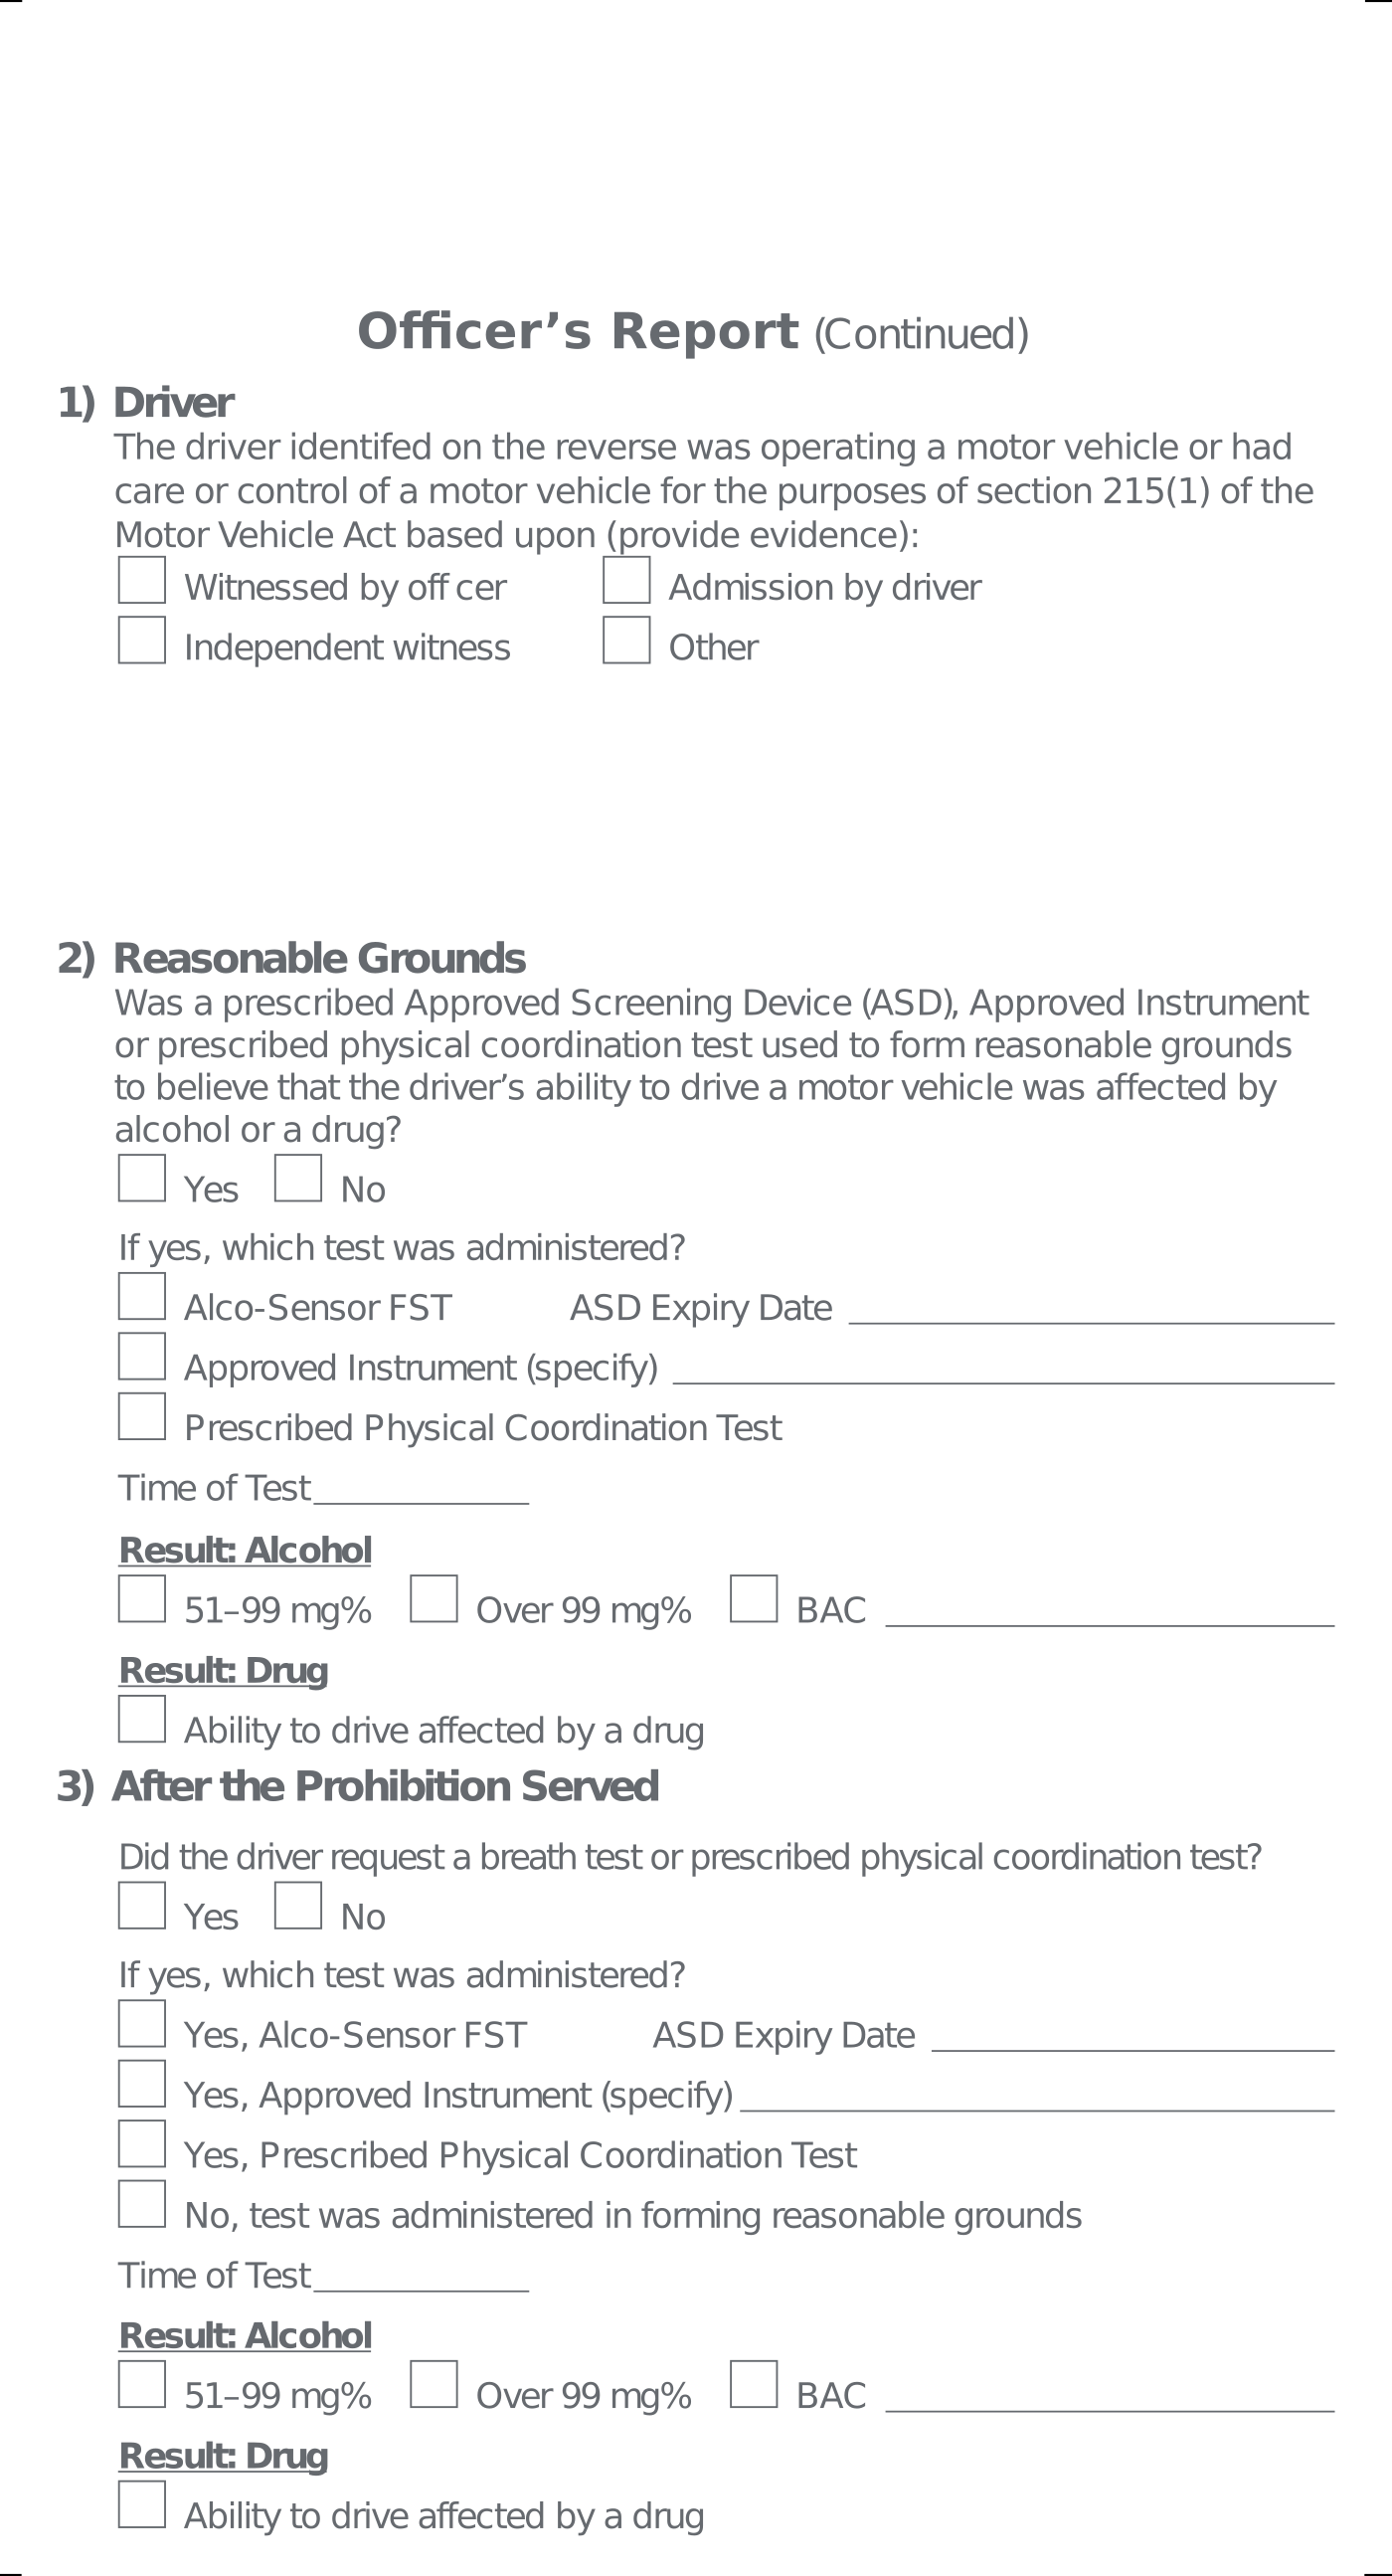 Officer’s Report (Continued)
1) Driver
The driver identifed on the reverse was operating a motor vehicle or had
care or control of a motor vehicle for the purposes of section 215(1) of the
Motor Vehicle Act based upon (provide evidence):
Witnessed by off cer Admission by driver
Independent witness Other
2) Reasonable Grounds
Was a prescribed Approved Screening Device (ASD), Approved Instrument
or prescribed physical coordination test used to form reasonable grounds
to believe that the driver’s ability to drive a motor vehicle was affected by
alcohol or a drug?
Yes No
If yes, which test was administered?
Alco-Sensor FST ASD Expiry Date
Approved Instrument (specify)
Prescribed Physical Coordination Test
Time of Test
Result: Alcohol
51–99 mg% Over 99 mg% BAC
Result: Drug
Ability to drive affected by a drug
3) After the Prohibition Served
Did the driver request a breath test or prescribed physical coordination test?
Yes No
If yes, which test was administered?
Yes, Alco-Sensor FST ASD Expiry Date
Yes, Approved Instrument (specify)
Yes, Prescribed Physical Coordination Test
No, test was administered in forming reasonable grounds
Time of Test
Result: Alcohol
51–99 mg% Over 99 mg% BAC
Result: Drug
Ability to drive affected by a drug